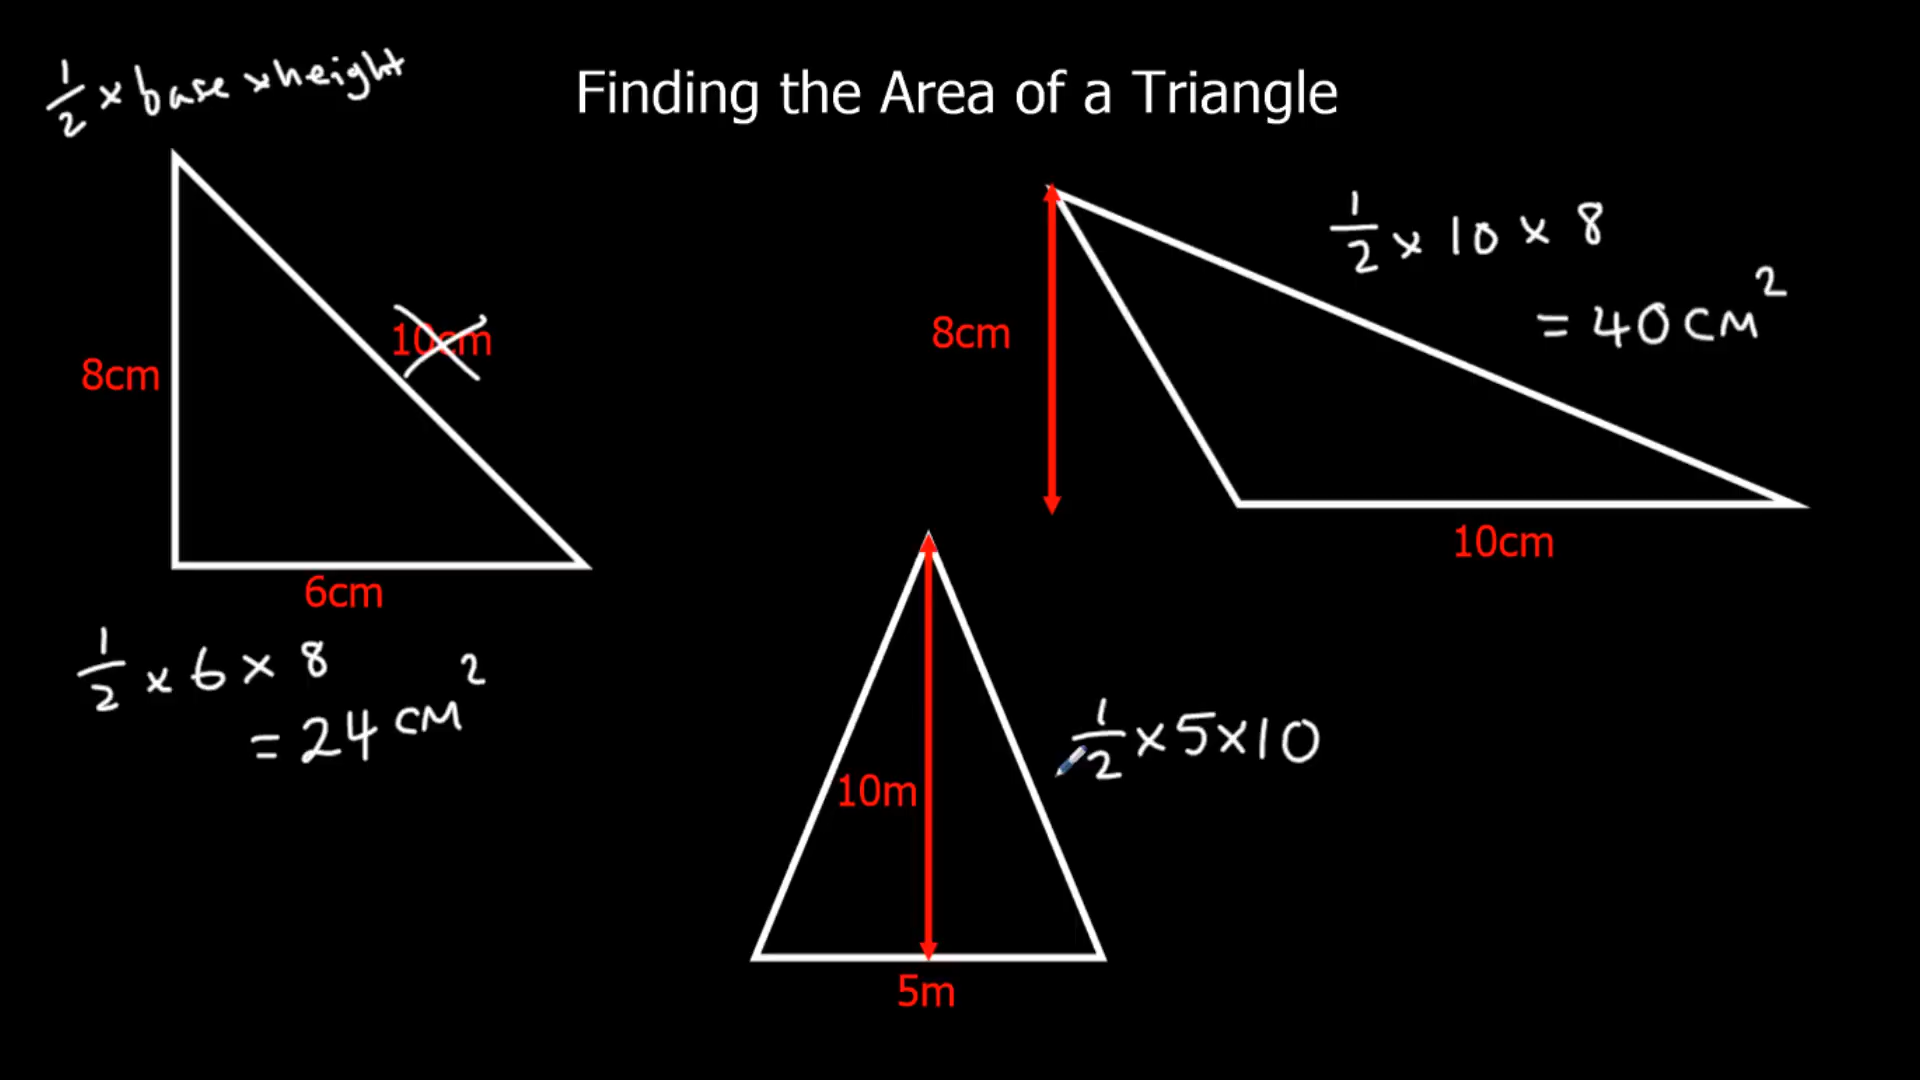 ½ × base × height
Finding the Area of a Triangle
8cm
10cm
6cm
½ × 6 × 8
= 24 cm²
8cm
10cm
½ × 10 × 8
= 40 cm²
10m
5m
½ × 5 × 10